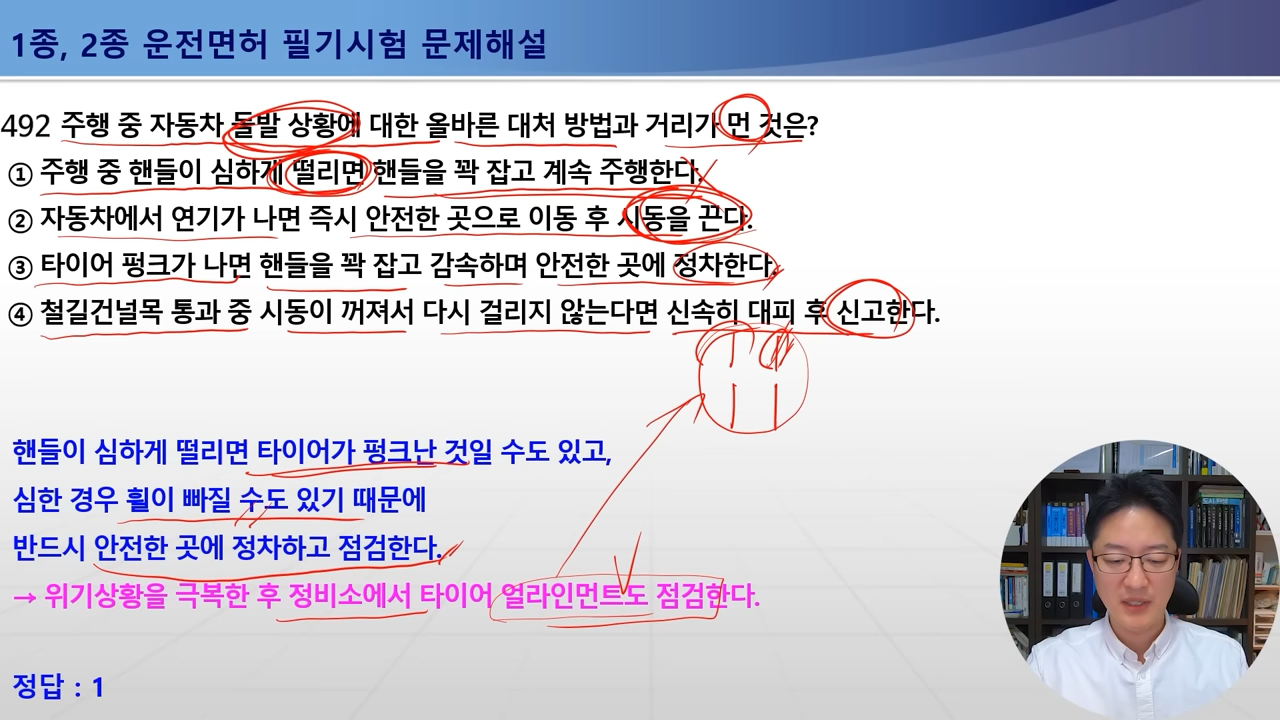 1종, 2종 운전면허 필기시험 문제해설
492 주행 중 자동차 돌발 상황에 대한 올바른 대처 방법과 거리가 먼 것은?
① 주행 중 핸들이 심하게 떨리면 핸들을 꽉 잡고 계속 주행한다.
② 자동차에서 연기가 나면 즉시 안전한 곳으로 이동 후 시동을 끈다.
③ 타이어 펑크가 나면 핸들을 꽉 잡고 감속하며 안전한 곳에 정차한다.
④ 철길건널목 통과 중 시동이 꺼져서 다시 걸리지 않는다면 신속히 대피 후 신고한다.
핸들이 심하게 떨리면 타이어가 펑크난 것일 수도 있고,
심한 경우 휠이 빠질 수도 있기 때문에
반드시 안전한 곳에 정차하고 점검한다.
→ 위기상황을 극복한 후 정비소에서 타이어 얼라인먼트도 점검한다.
정답 : 1